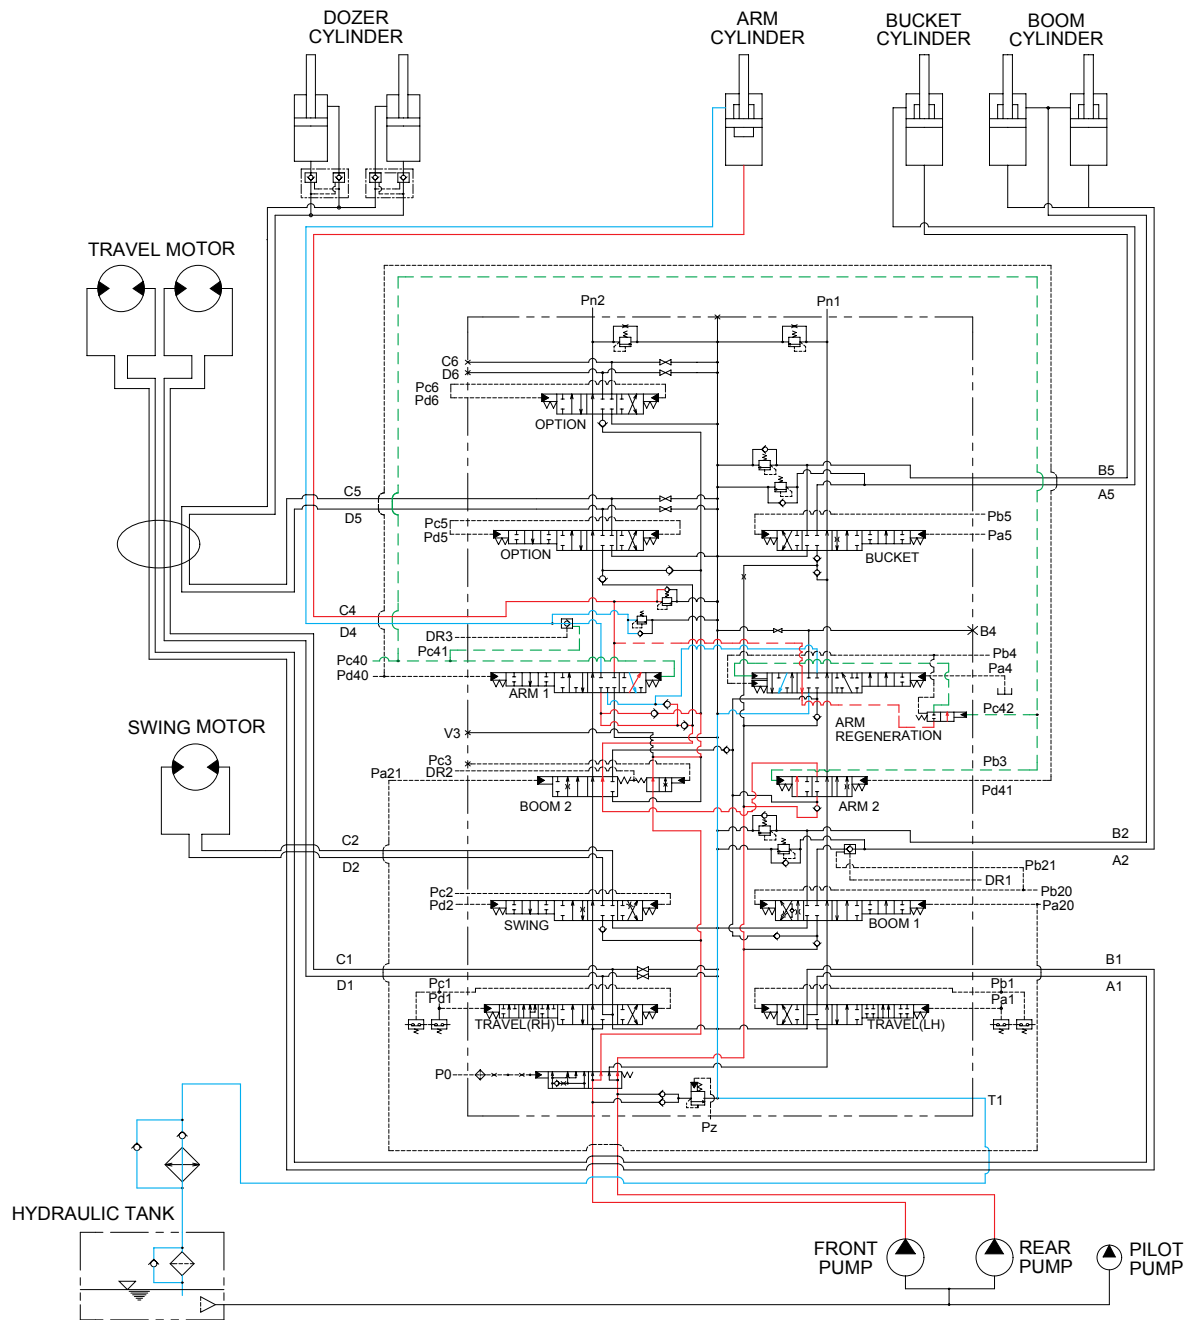 DOZER
CYLINDER
ARM
CYLINDER
BUCKET
CYLINDER
BOOM
CYLINDER
TRAVEL MOTOR
Pn2
Pn1
C6
D6
Pc6
Pd6
OPTION
C5
D5
B5
A5
Pc5
Pd5
OPTION
Pb5
Pa5
BUCKET
C4
D4
DR3
Pc41
Pc40
Pd40
ARM 1
B4
Pb4
Pa4
Pc42
ARM
REGENERATION
SWING MOTOR
V3
Pc3
DR2
Pa21
BOOM 2
Pb3
Pd41
ARM 2
C2
D2
B2
A2
Pb21
DR1
Pc2
Pd2
SWING
Pb20
Pa20
BOOM 1
C1
D1
B1
A1
Pc1
Pd1
TRAVEL(RH)
Pb1
Pa1
TRAVEL(LH)
P0
Pz
T1
HYDRAULIC TANK
FRONT
PUMP
REAR
PUMP
PILOT
PUMP